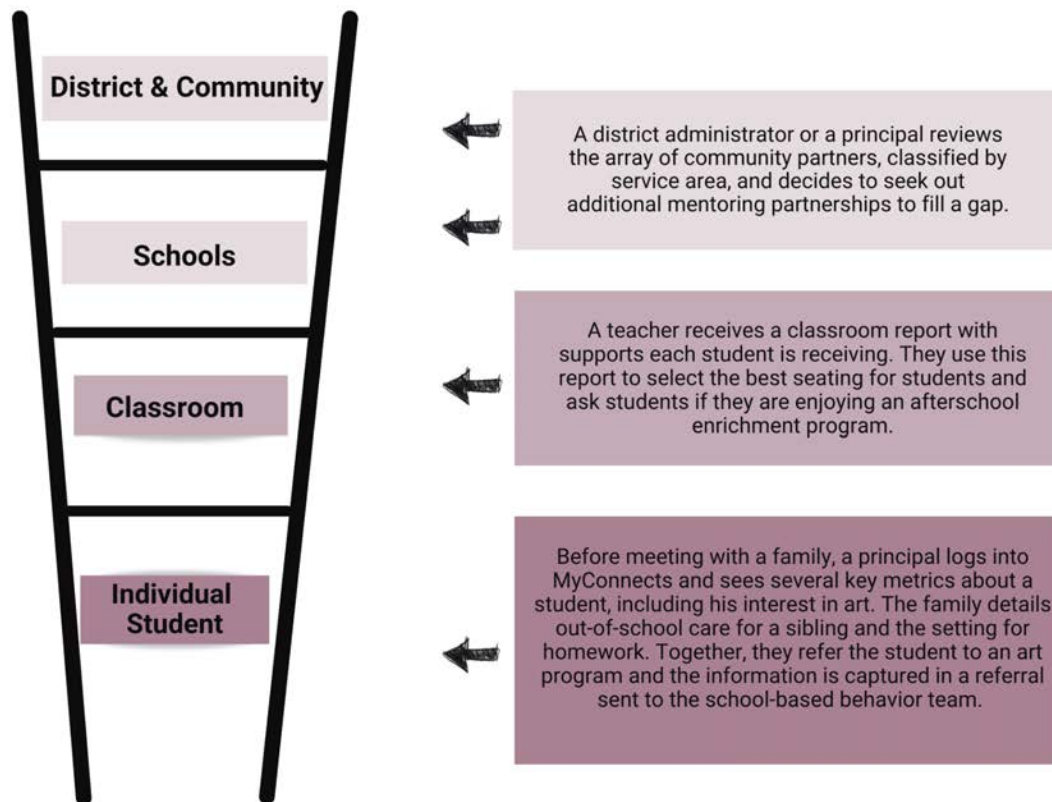 District & Community
A district administrator or a principal reviews
the array of community partners, classified by
service area, and decides to seek out
additional mentoring partnerships to fill a gap.
Schools
Classroom
A teacher receives a classroom report with
supports each student is receiving. They use this
report to select the best seating for students and
ask students if they are enjoying an afterschool
enrichment program.
Individual
Student
Before meeting with a family, a principal logs into
MyConnects and sees several key metrics about a
student, including his interest in art. The family details
out-of-school care for a sibling and the setting for
homework. Together, they refer the student to an art
program and the information is captured in a referral
sent to the school-based behavior team.